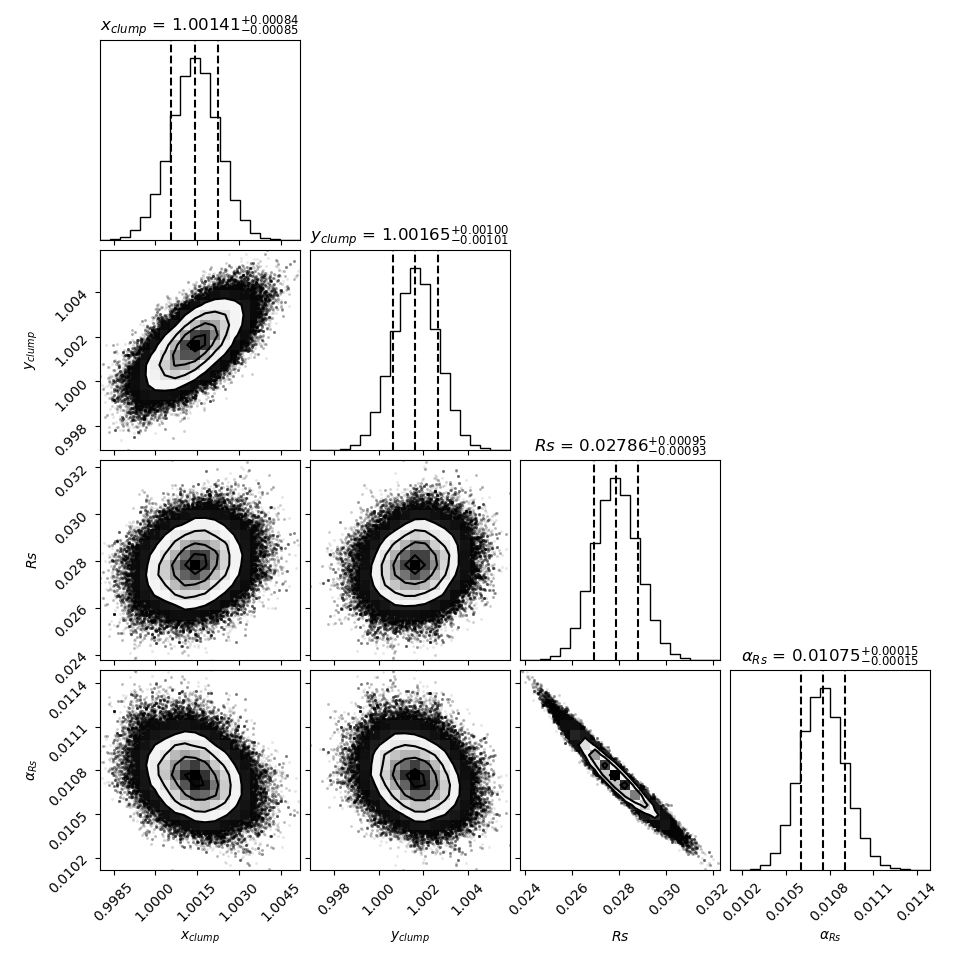 x_clump = 1.00141^{+0.00084}_{−0.00085}
y_clump = 1.00165^{+0.00100}_{−0.00101}
1.004
1.002
1.000
0.998
y_clump
Rs = 0.02786^{+0.00095}_{−0.00093}
0.032
0.030
0.028
0.026
0.024
Rs
α_Rs = 0.01075^{+0.00015}_{−0.00015}
0.0114
0.0111
0.0108
0.0105
0.0102
α_Rs
0.9985 1.0000 1.0015 1.0030 1.0045 0.998 1.000 1.002 1.004 0.024 0.026 0.028 0.030 0.032 0.0102 0.0105 0.0108 0.0111 0.0114
x_clump y_clump Rs α_Rs